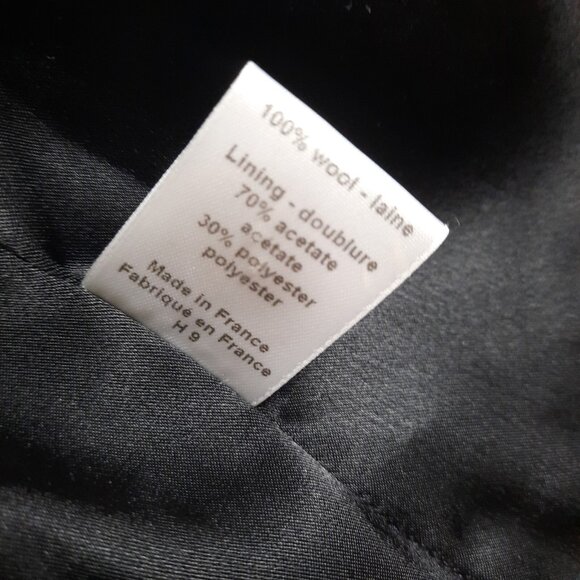 100% wool - laine
Lining - doublure
70% acetate
acétate
30% polyester
polyester
Made in France
Fabriqué en France
H 9